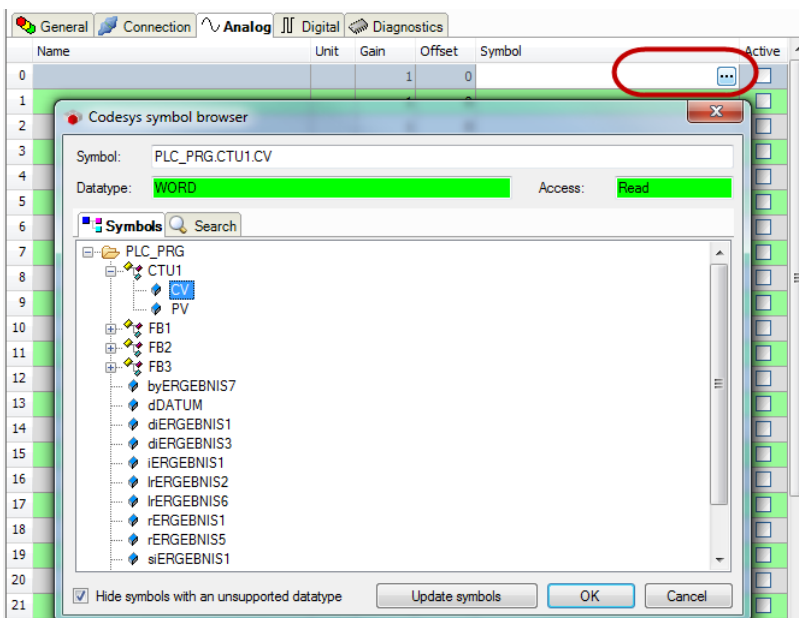 General Connection Analog Digital Diagnostics
Name Unit Gain Offset Symbol Active
0 1 0 ...
1
2
3
4
5
6
7
8
9
10
11
12
13
14
15
16
17
18
19
20
21
Codesys symbol browser
Symbol: PLC_PRG.CTU1.CV
Datatype: WORD Access: Read
Symbols Search
PLC_PRG
CTU1
CV
PV
FB1
FB2
FB3
byERGEBNIS7
dDATUM
diERGEBNIS1
diERGEBNIS3
iERGEBNIS1
lrERGEBNIS2
lrERGEBNIS6
rERGEBNIS1
rERGEBNIS5
siERGEBNIS1
Hide symbols with an unsupported datatype Update symbols OK Cancel